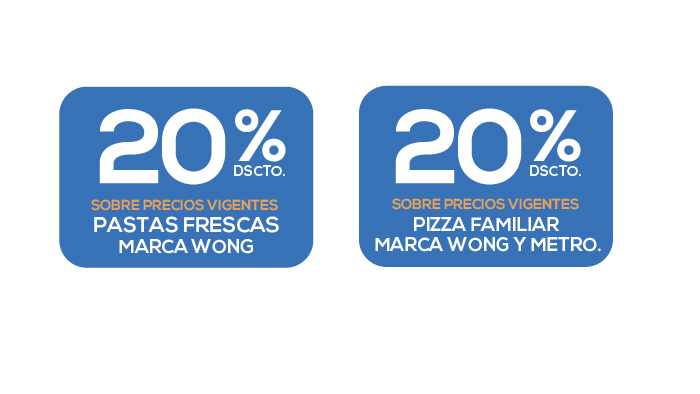 20%
DSCTO.
SOBRE PRECIOS VIGENTES
PASTAS FRESCAS
MARCA WONG
20%
DSCTO.
SOBRE PRECIOS VIGENTES
PIZZA FAMILIAR
MARCA WONG Y METRO.